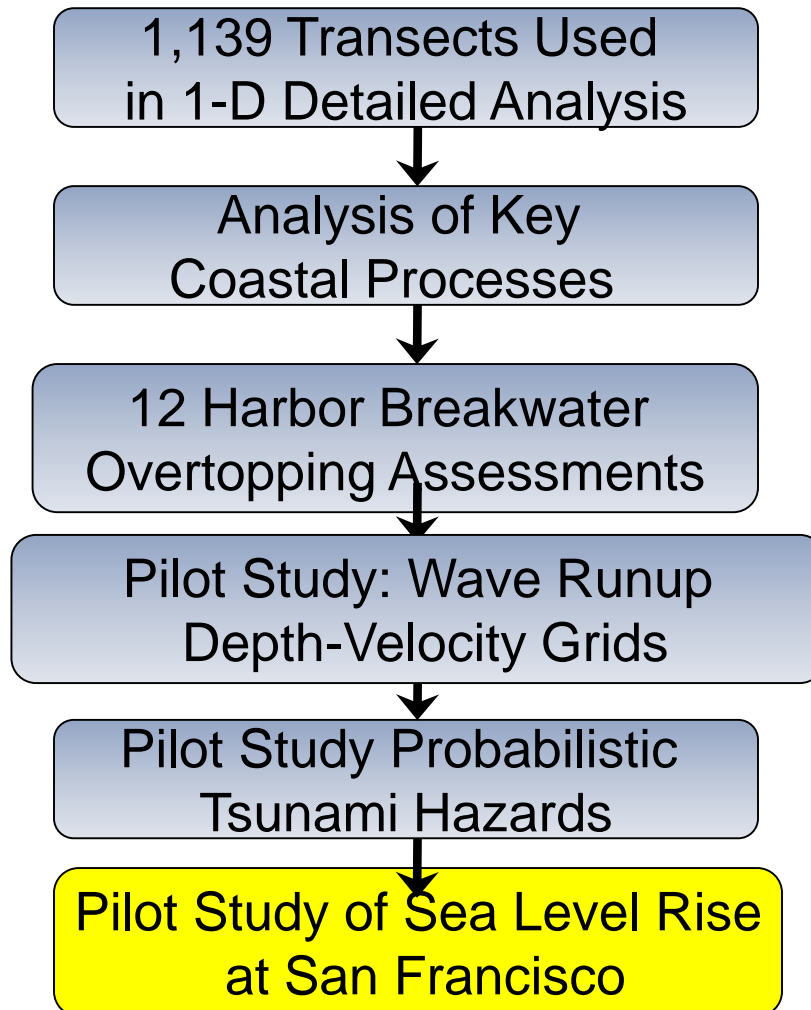 1,139 Transects Used
in 1-D Detailed Analysis
Analysis of Key
Coastal Processes
12 Harbor Breakwater
Overtopping Assessments
Pilot Study: Wave Runup
Depth-Velocity Grids
Pilot Study Probabilistic
Tsunami Hazards
Pilot Study of Sea Level Rise
at San Francisco